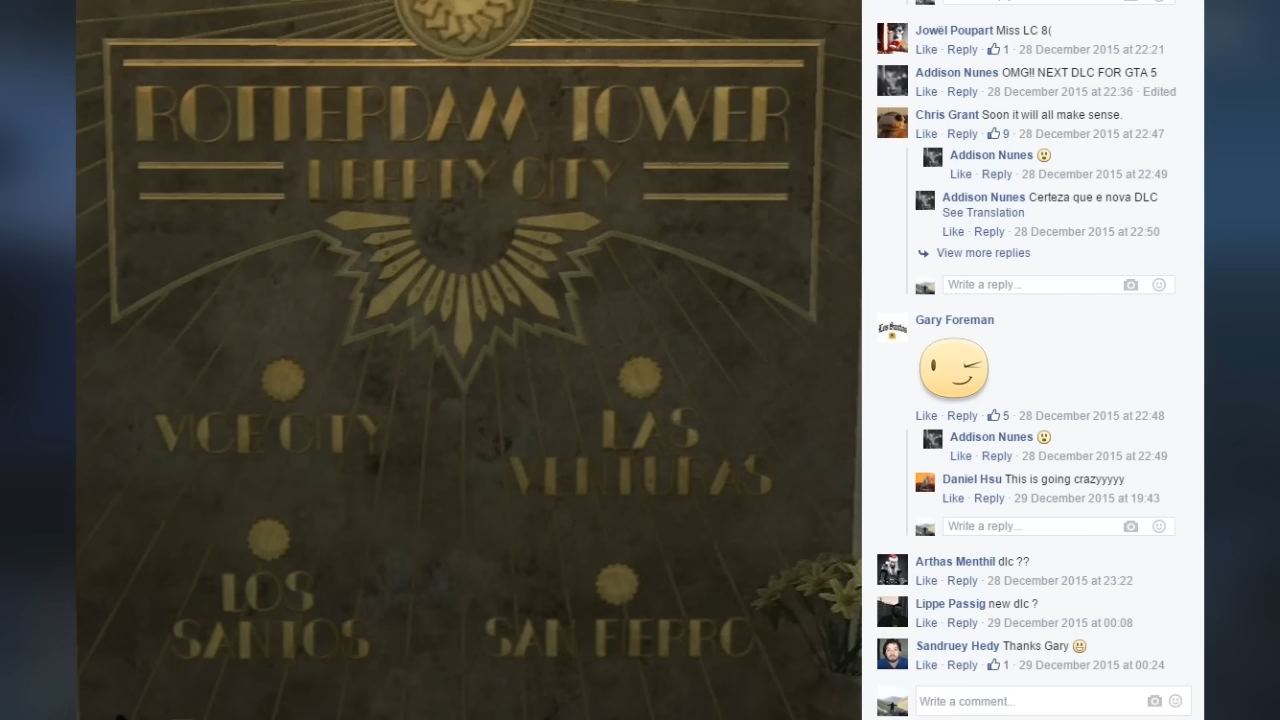 ROTTERDAM TOWER
LIBERTY CITY
VICE CITY
LAS
VENTURAS
LOS
SANTOS
SAN FIERRO
Jowël Poupart Miss LC 8(
Like · Reply · 1 · 28 December 2015 at 22:21
Addison Nunes OMG!! NEXT DLC FOR GTA 5
Like · Reply · 28 December 2015 at 22:36 · Edited
Chris Grant Soon it will all make sense.
Like · Reply · 9 · 28 December 2015 at 22:47
Addison Nunes 😮
Like · Reply · 28 December 2015 at 22:49
Addison Nunes Certeza que e nova DLC
See Translation
Like · Reply · 28 December 2015 at 22:50
View more replies
Write a reply...
Los Santos
Gary Foreman
Like · Reply · 5 · 28 December 2015 at 22:48
Addison Nunes 😮
Like · Reply · 28 December 2015 at 22:49
Daniel Hsu This is going crazyyyyy
Like · Reply · 29 December 2015 at 19:43
Write a reply...
Arthas Menthil dlc ??
Like · Reply · 28 December 2015 at 23:22
Lippe Passig new dlc ?
Like · Reply · 29 December 2015 at 00:08
Sandruey Hedy Thanks Gary 😃
Like · Reply · 1 · 29 December 2015 at 00:24
Write a comment...